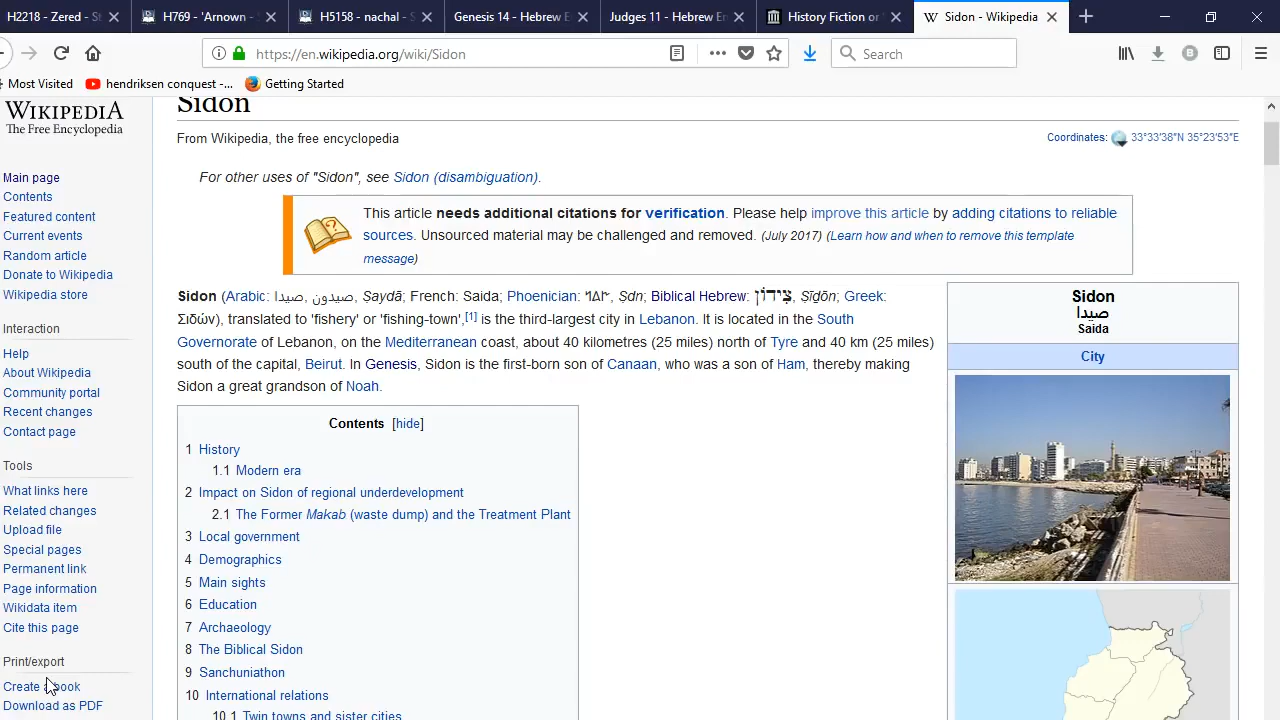 H2218 - Zered - St
H769 - 'Arnown - S
H5158 - nachal - S
Genesis 14 - Hebrew E
Judges 11 - Hebrew En
History Fiction or
W Sidon - Wikipedia
https://en.wikipedia.org/wiki/Sidon
Search
Most Visited
hendriksen conquest -...
Getting Started
WIKIPEDIA
The Free Encyclopedia
Main page
Contents
Featured content
Current events
Random article
Donate to Wikipedia
Wikipedia store
Interaction
Help
About Wikipedia
Community portal
Recent changes
Contact page
Tools
What links here
Related changes
Upload file
Special pages
Permanent link
Page information
Wikidata item
Cite this page
Print/export
Create a book
Download as PDF
Sidon
From Wikipedia, the free encyclopedia
Coordinates: 33°33′38″N 35°23′53″E
For other uses of "Sidon", see Sidon (disambiguation).
This article needs additional citations for verification. Please help improve this article by adding citations to reliable
sources. Unsourced material may be challenged and removed. (July 2017) (Learn how and when to remove this template
message)
Sidon (Arabic: صيدا, صيدون, Ṣaydā; French: Saida; Phoenician: 𐤑𐤃𐤍, Ṣdn; Biblical Hebrew: צִידוֹן, Ṣīḏōn; Greek:
Σιδών), translated to 'fishery' or 'fishing-town',[1] is the third-largest city in Lebanon. It is located in the South
Governorate of Lebanon, on the Mediterranean coast, about 40 kilometres (25 miles) north of Tyre and 40 km (25 miles)
south of the capital, Beirut. In Genesis, Sidon is the first-born son of Canaan, who was a son of Ham, thereby making
Sidon a great grandson of Noah.
Contents [hide]
1 History
1.1 Modern era
2 Impact on Sidon of regional underdevelopment
2.1 The Former Makab (waste dump) and the Treatment Plant
3 Local government
4 Demographics
5 Main sights
6 Education
7 Archaeology
8 The Biblical Sidon
9 Sanchuniathon
10 International relations
10.1 Twin towns and sister cities
Sidon
صيدا
Saida
City